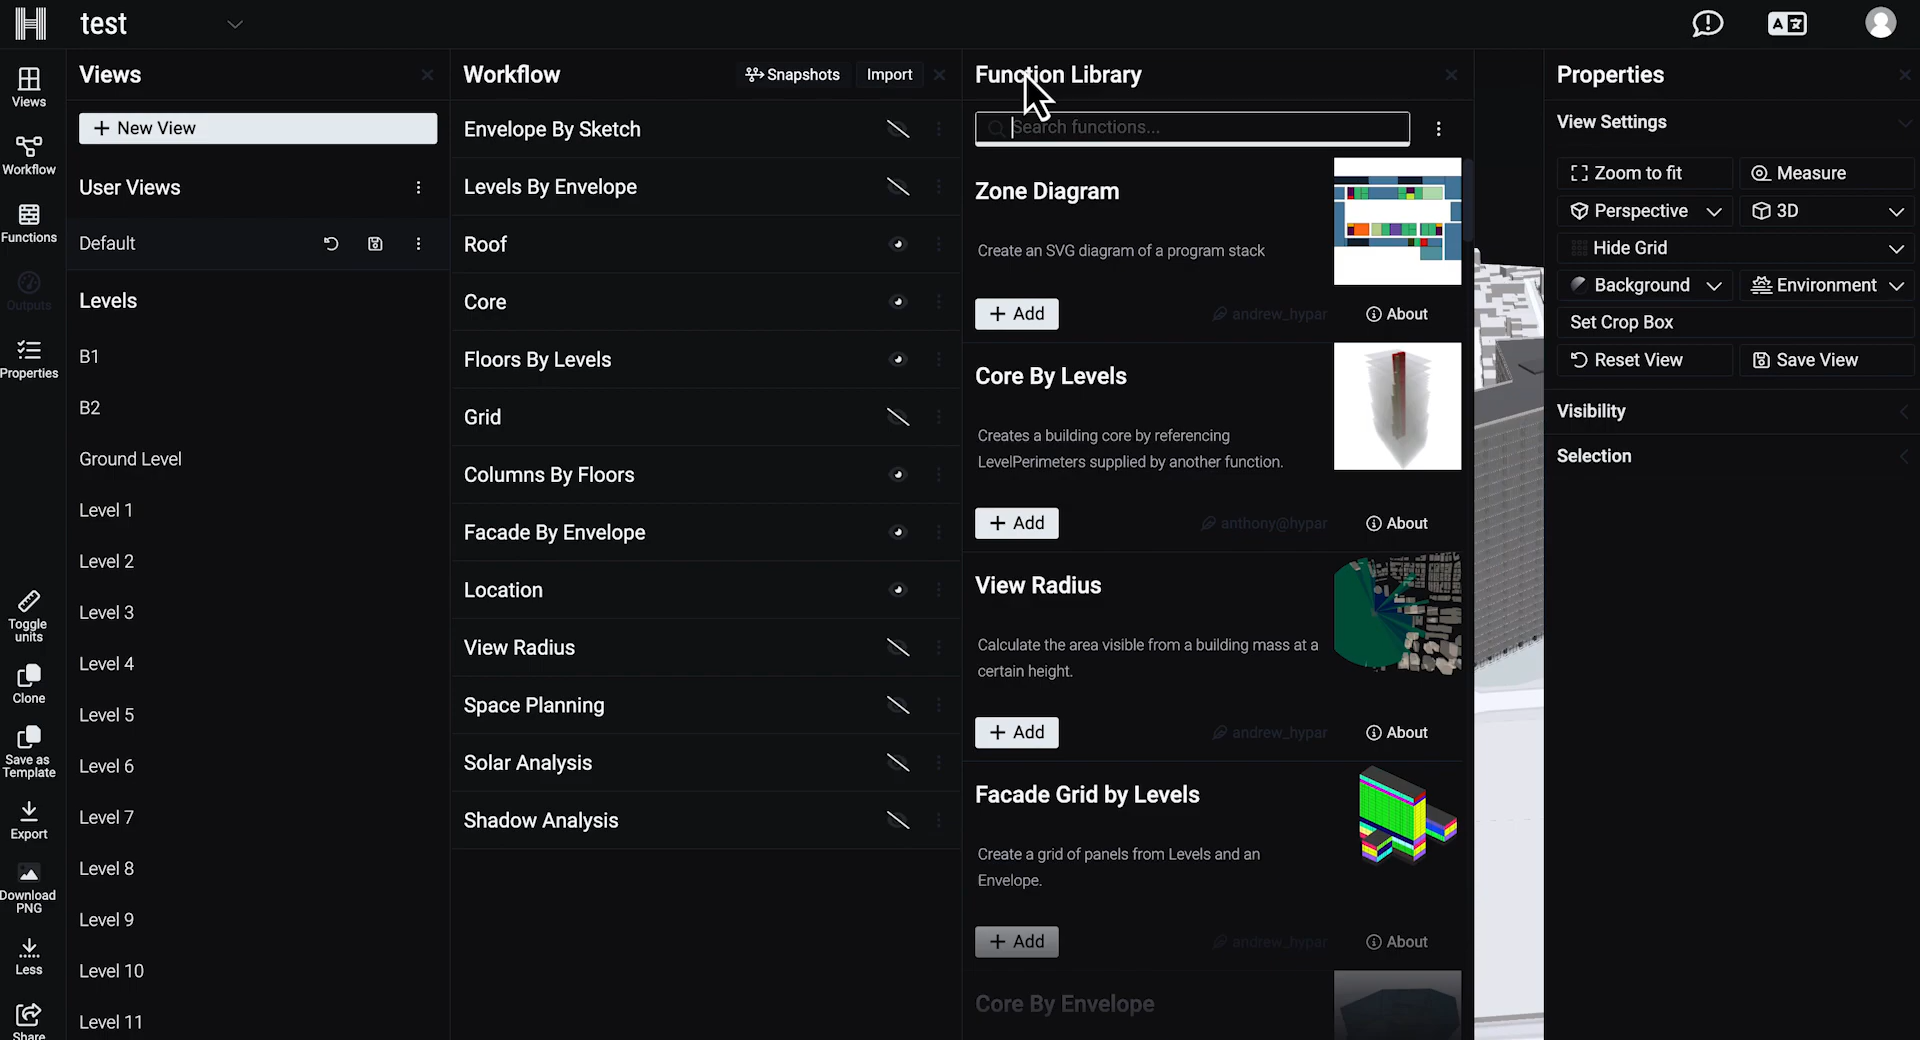 test
Views
Workflow
Functions
Outputs
Properties
Toggle
units
Clone
Save as
Template
Export
Download
PNG
Less
Share
Views
New View
User Views
Default
Levels
B1
B2
Ground Level
Level 1
Level 2
Level 3
Level 4
Level 5
Level 6
Level 7
Level 8
Level 9
Level 10
Level 11
Workflow Snapshots Import
Envelope By Sketch
Levels By Envelope
Roof
Core
Floors By Levels
Grid
Columns By Floors
Facade By Envelope
Location
View Radius
Space Planning
Solar Analysis
Shadow Analysis
Function Library
Search functions...
Zone Diagram
Create an SVG diagram of a program stack
+ Add andrew_hypar About
Core By Levels
Creates a building core by referencing
LevelPerimeters supplied by another function.
+ Add anthony@hypar About
View Radius
Calculate the area visible from a building mass at a
certain height.
+ Add andrew_hypar About
Facade Grid by Levels
Create a grid of panels from Levels and an
Envelope.
+ Add andrew_hypar About
Core By Envelope
Properties
View Settings
Zoom to fit Measure
Perspective 3D
Hide Grid
Background Environment
Set Crop Box
Reset View Save View
Visibility
Selection